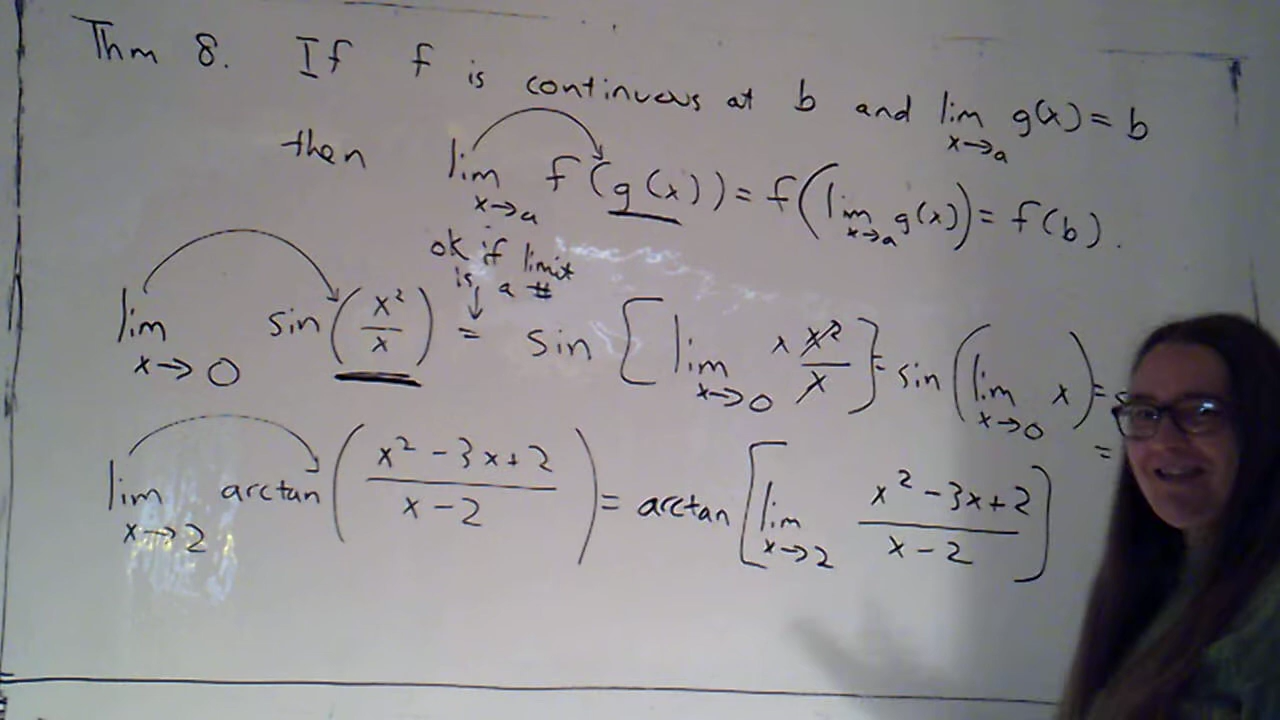 Thm 8. If f is continuous at b and lim x→a g(x) = b
then lim x→a f(g(x)) = f(lim x→a g(x)) = f(b).
ok if limit
is a #
lim x→0 sin(x²/x) = sin[lim x→0 x x²/x] = sin(lim x→0 x) =
=
lim x→2 arctan((x² - 3x + 2)/(x - 2)) = arctan[lim x→2 (x² - 3x + 2)/(x - 2)]